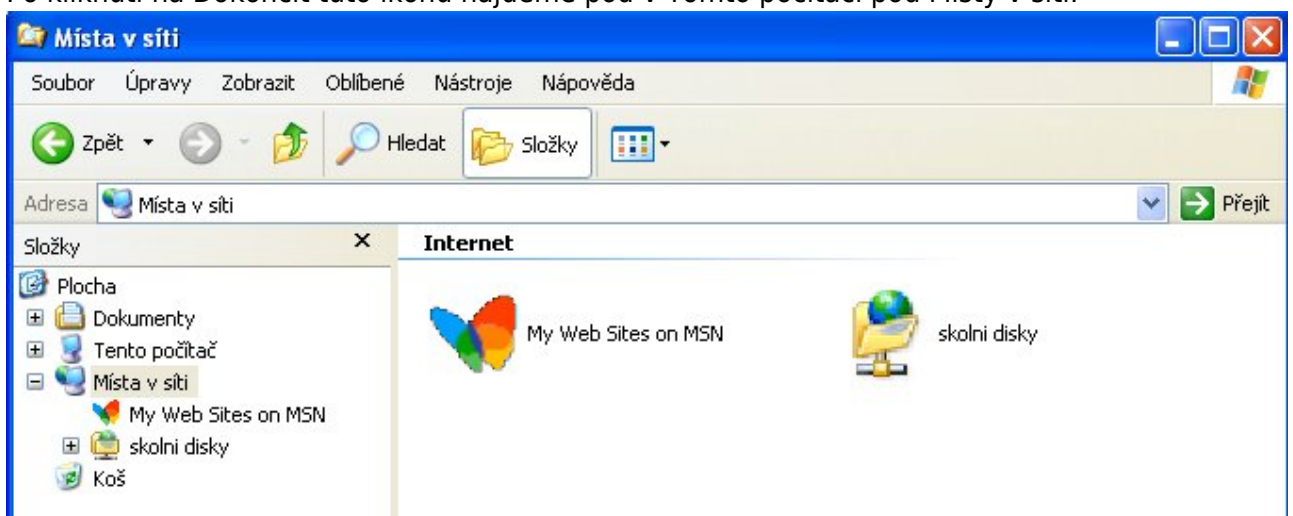 Po kliknutí na Dokončit tuto ikonu najdeme pod v Tomto počítači pod Místy v síti.
Místa v síti
Soubor Úpravy Zobrazit Oblíbené Nástroje Nápověda
Zpět Hledat Složky
Adresa Místa v síti Přejít
Složky
Internet
Plocha
Dokumenty
Tento počítač
Místa v síti
My Web Sites on MSN
skolni disky
Koš
My Web Sites on MSN
skolni disky